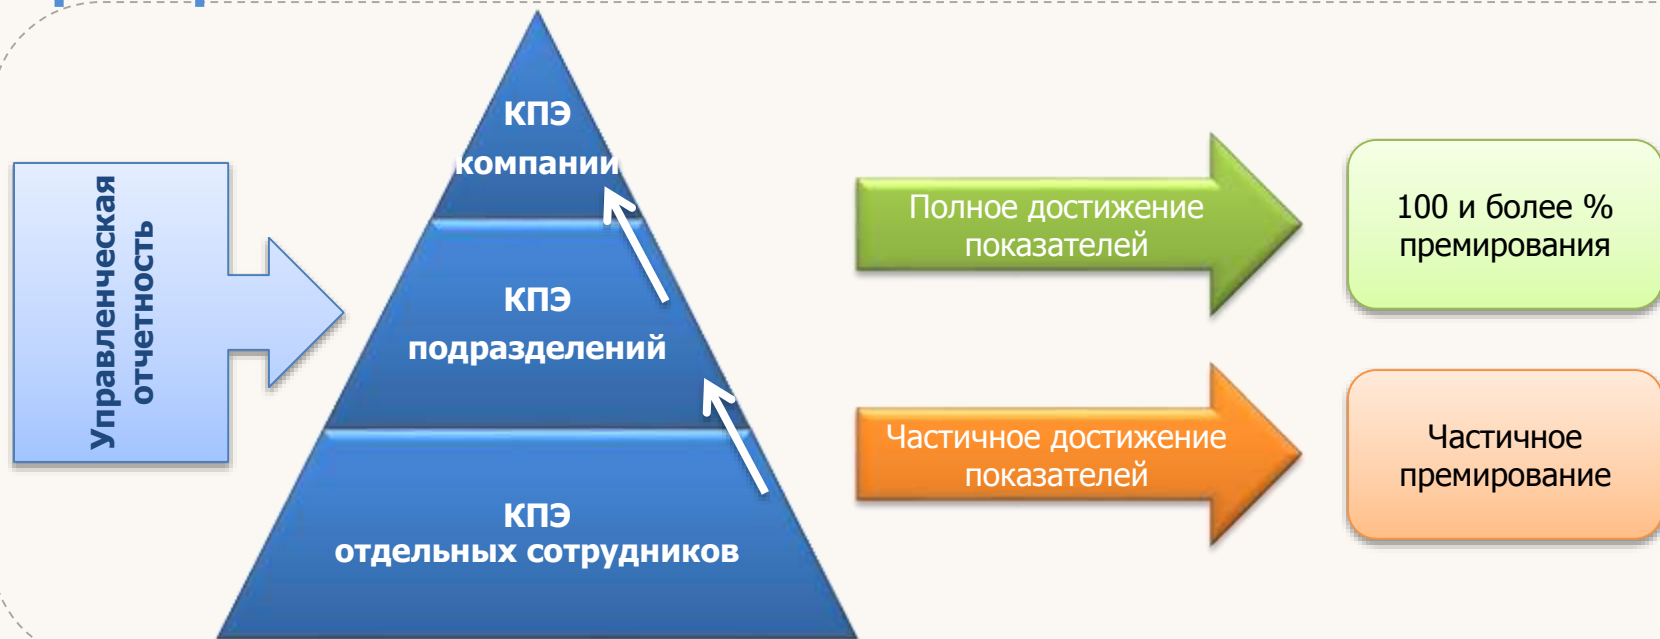 Управленческая
отчетность
КПЭ
компании
КПЭ
подразделений
КПЭ
отдельных сотрудников
Полное достижение
показателей
100 и более %
премирования
Частичное достижение
показателей
Частичное
премирование